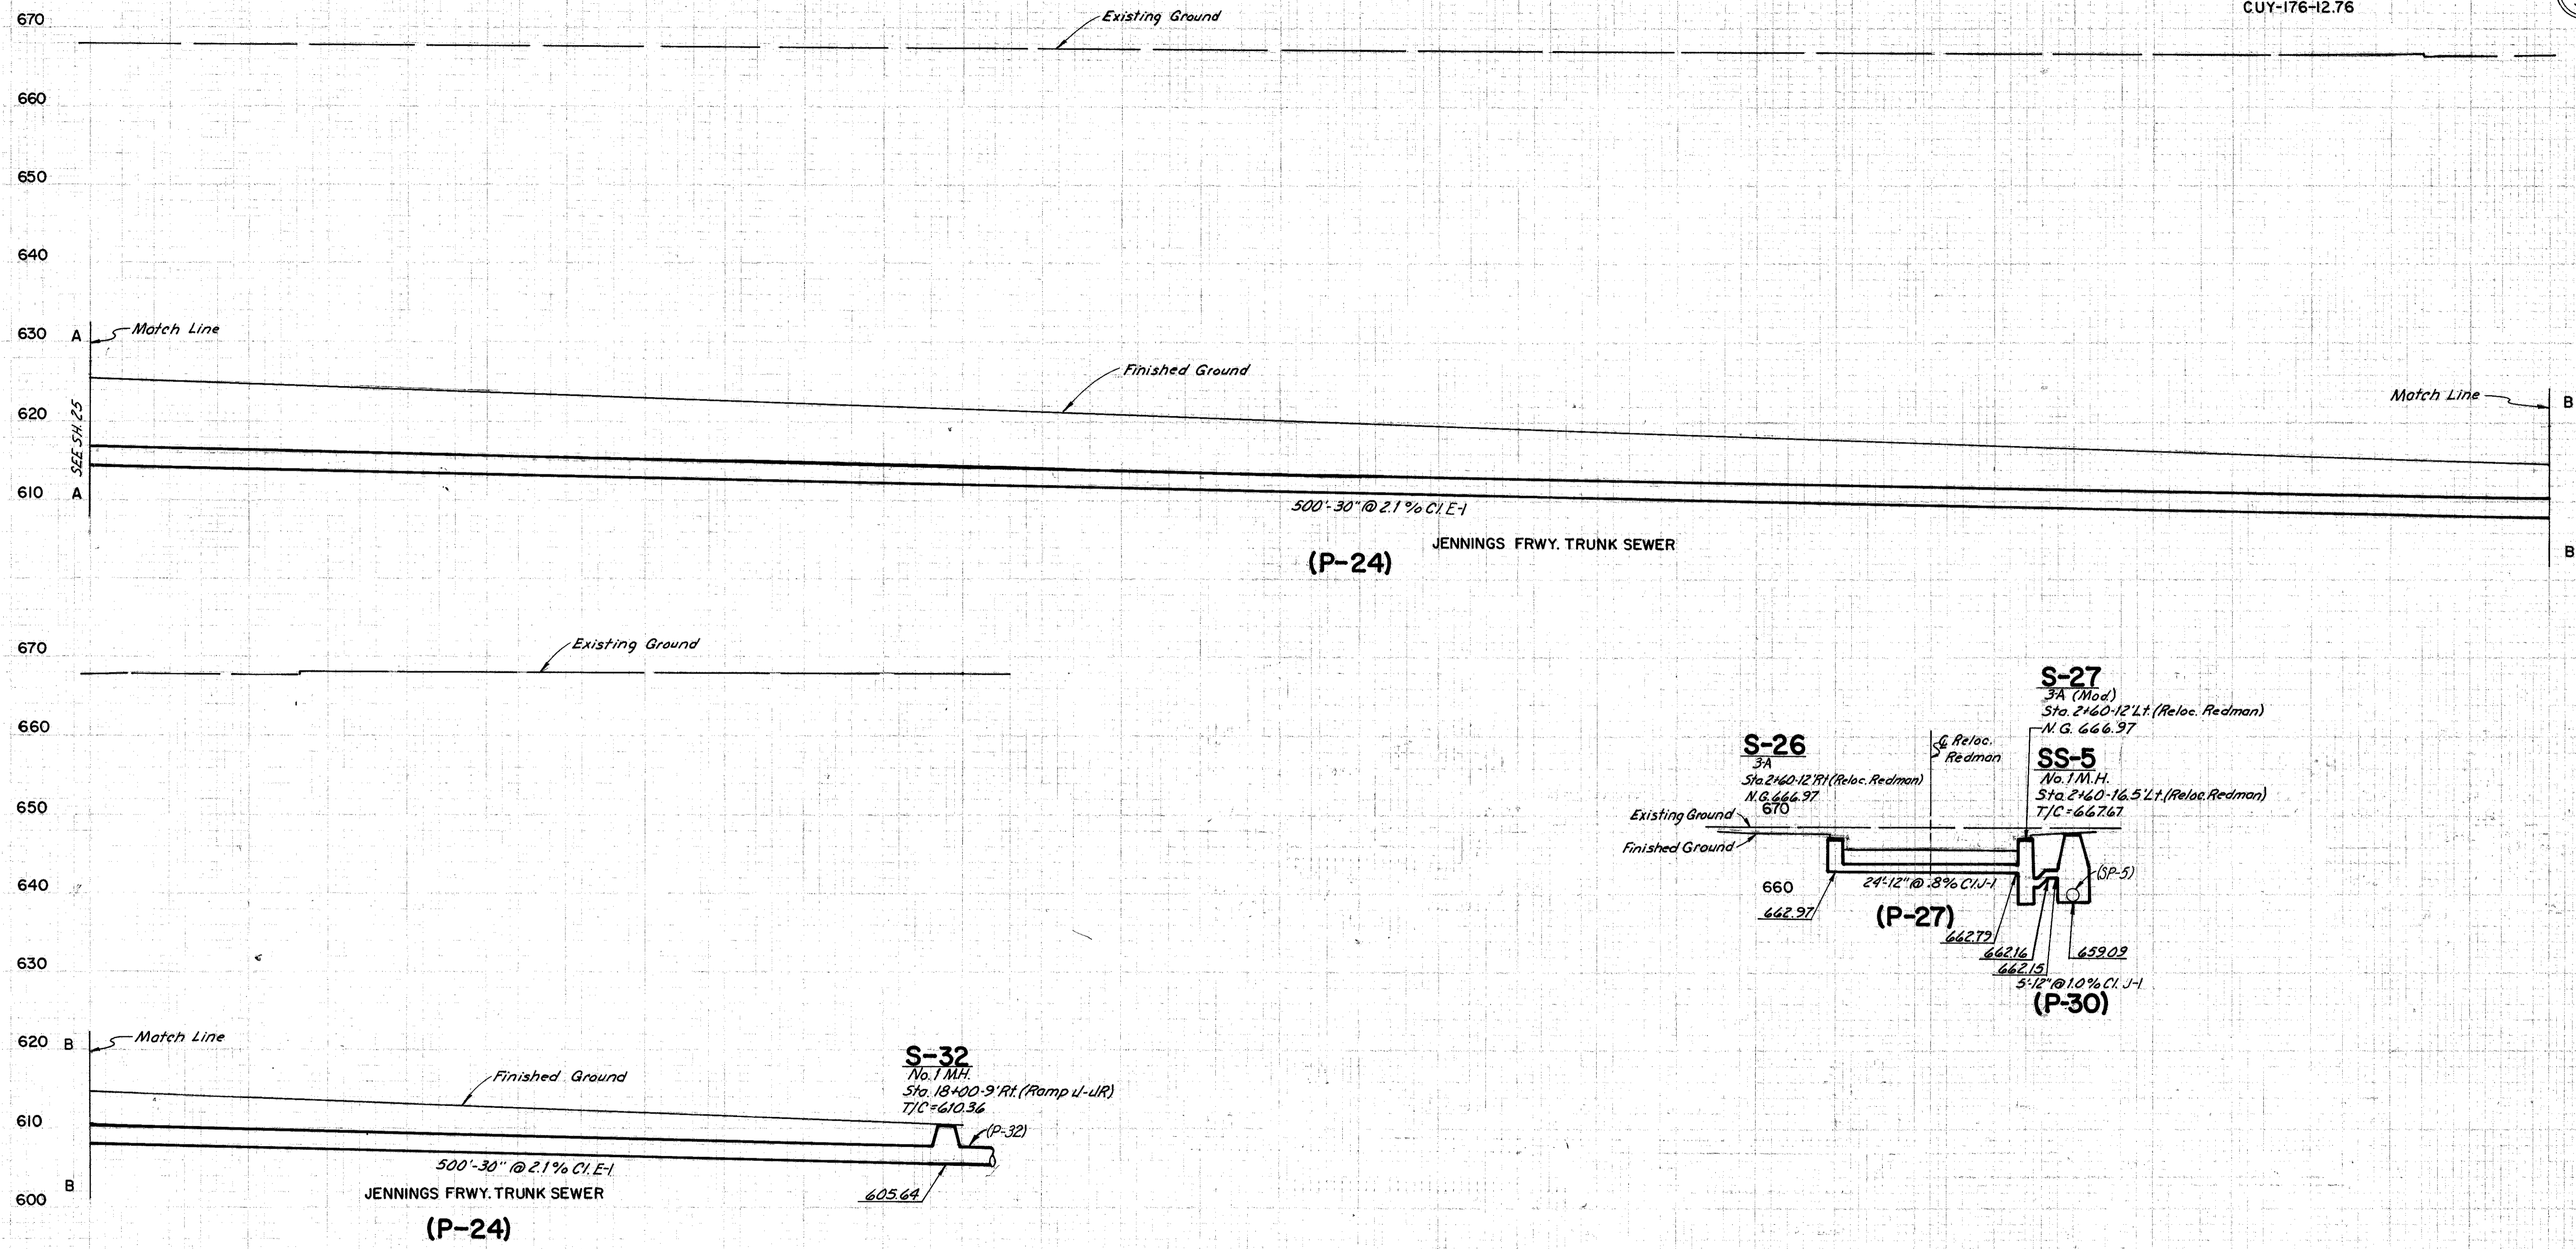 CUY-176-12.76
670
Existing Ground
660
650
640
630 A
Match Line
Finished Ground
620
SEE SH. 25
Match Line
B
610 A
500'-30" @ 2.1% Cl. E-1
JENNINGS FRWY. TRUNK SEWER
B
(P-24)
670
Existing Ground
660
650
640
630
620 B
Match Line
Finished Ground
S-32
No. 1 M.H.
Sta. 18+00-9' Rt. (Ramp J-JR)
T/C=610.36
610
(P-32)
500'-30" @ 2.1% Cl. E-1
B
JENNINGS FRWY. TRUNK SEWER
605.64
600
(P-24)
S-27
3-A (Mod.)
Sta. 2+60-12' Lt. (Reloc. Redman)
N.G. 666.97
S-26
3-A
Sta. 2+60-12' Rt. (Reloc. Redman)
N.G. 666.97
℄ Reloc.
Redman
SS-5
No. 1 M.H.
Sta. 2+60-16.5' Lt. (Reloc. Redman)
T/C=667.67
670
Existing Ground
Finished Ground
(SP-5)
660
24'-12" @ .8% Cl. J-1
662.97
(P-27)
662.79
662.16
659.09
662.15
5'-12" @ 1.0% Cl. J-1
(P-30)